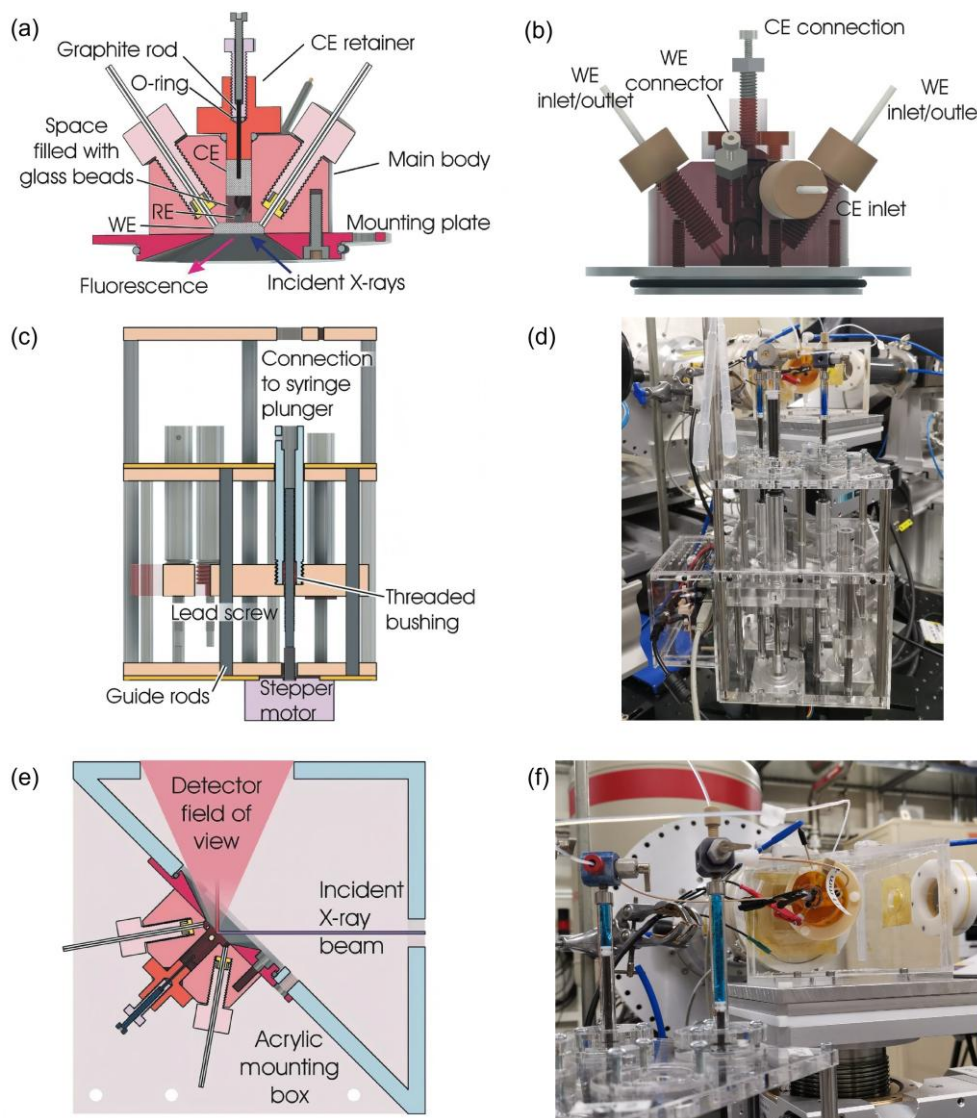 (a)
Graphite rod
CE retainer
O-ring
Space
filled with
glass beads
CE
Main body
RE
WE
Mounting plate
Fluorescence
Incident X-rays
(b)
CE connection
WE
connector
WE
inlet/outlet
WE
inlet/outlet
CE inlet
(c)
Connection
to syringe
plunger
Lead screw
Threaded
bushing
Guide rods
Stepper
motor
(d)
(e)
Detector
field of
view
Incident
X-ray
beam
Acrylic
mounting
box
(f)